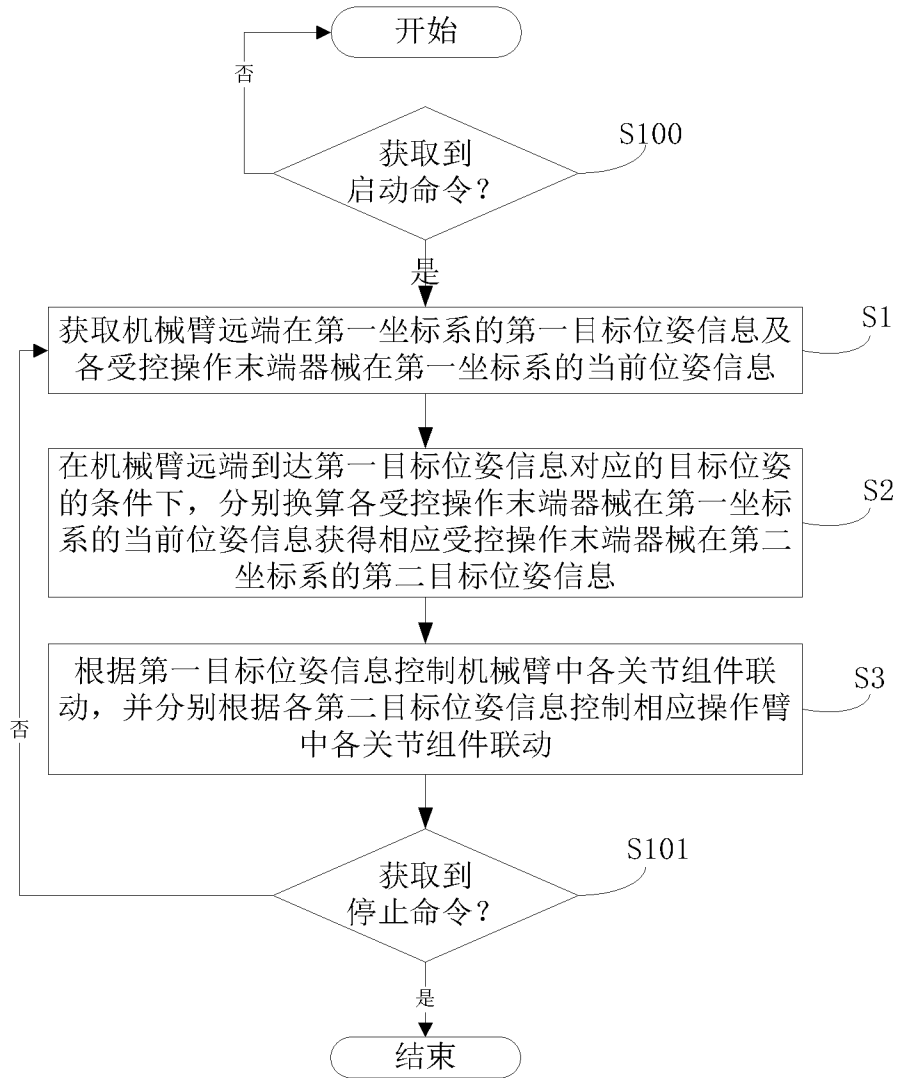 开始
否
获取到
启动命令?
S100
是
获取机械臂远端在第一坐标系的第一目标位姿信息及
各受控操作末端器械在第一坐标系的当前位姿信息
S1
在机械臂远端到达第一目标位姿信息对应的目标位姿
的条件下，分别换算各受控操作末端器械在第一坐标
系的当前位姿信息获得相应受控操作末端器械在第二
坐标系的第二目标位姿信息
S2
根据第一目标位姿信息控制机械臂中各关节组件联
动，并分别根据各第二目标位姿信息控制相应操作臂
中各关节组件联动
S3
否
获取到
停止命令?
S101
是
结束